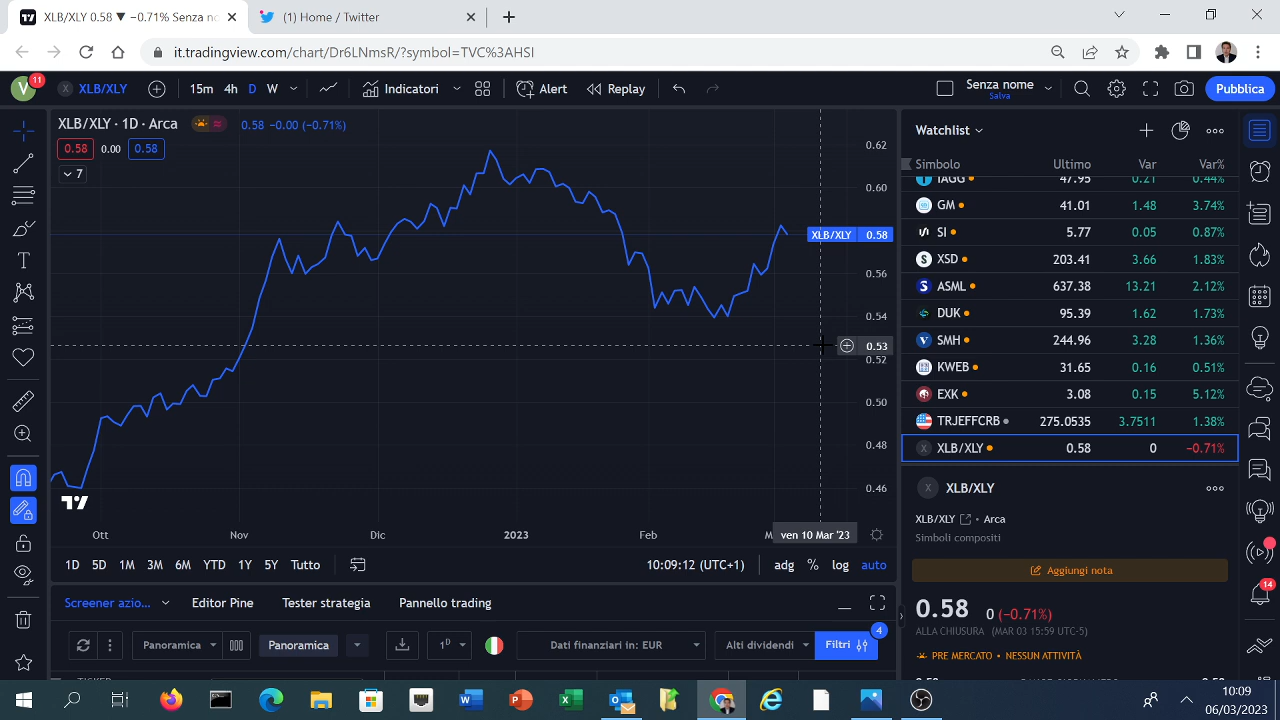 XLB/XLY 0.58 ▼ −0.71% Senza no
(1) Home / Twitter
it.tradingview.com/chart/Dr6LNmsR/?symbol=TVC%3AHSI
V
11
X XLB/XLY
15m 4h D W
Indicatori
Alert
Replay
Senza nome
Salva
Pubblica
XLB/XLY · 1D · Arca
0.58 −0.00 (−0.71%)
0.58 0.00 0.58
7
0.62
0.60
XLB/XLY 0.58
0.56
0.54
0.53
0.52
0.50
0.48
0.46
Ott Nov Dic 2023 Feb M ven 10 Mar '23
1D 5D 1M 3M 6M YTD 1Y 5Y Tutto
10:09:12 (UTC+1)
adg % log auto
Screener azio... Editor Pine Tester strategia Pannello trading
Panoramica Panoramica
1D
Dati finanziari in: EUR
Alti dividendi
Filtri
4
TICKER
Watchlist
Simbolo Ultimo Var Var%
TAGG 47.95 0.21 0.44%
GM 41.01 1.48 3.74%
SI 5.77 0.05 0.87%
S XSD 203.41 3.66 1.83%
S ASML 637.38 13.21 2.12%
DUK 95.39 1.62 1.73%
V SMH 244.96 3.28 1.36%
KWEB 31.65 0.16 0.51%
EXK 3.08 0.15 5.12%
TRJEFFCRB 275.0535 3.7511 1.38%
X XLB/XLY 0.58 0 −0.71%
X XLB/XLY
XLB/XLY • Arca
Simboli compositi
Aggiungi nota
0.58 0 (−0.71%)
ALLA CHIUSURA (MAR 03 15:59 UTC-5)
PRE MERCATO • NESSUN ATTIVITÀ
14
10:09
06/03/2023